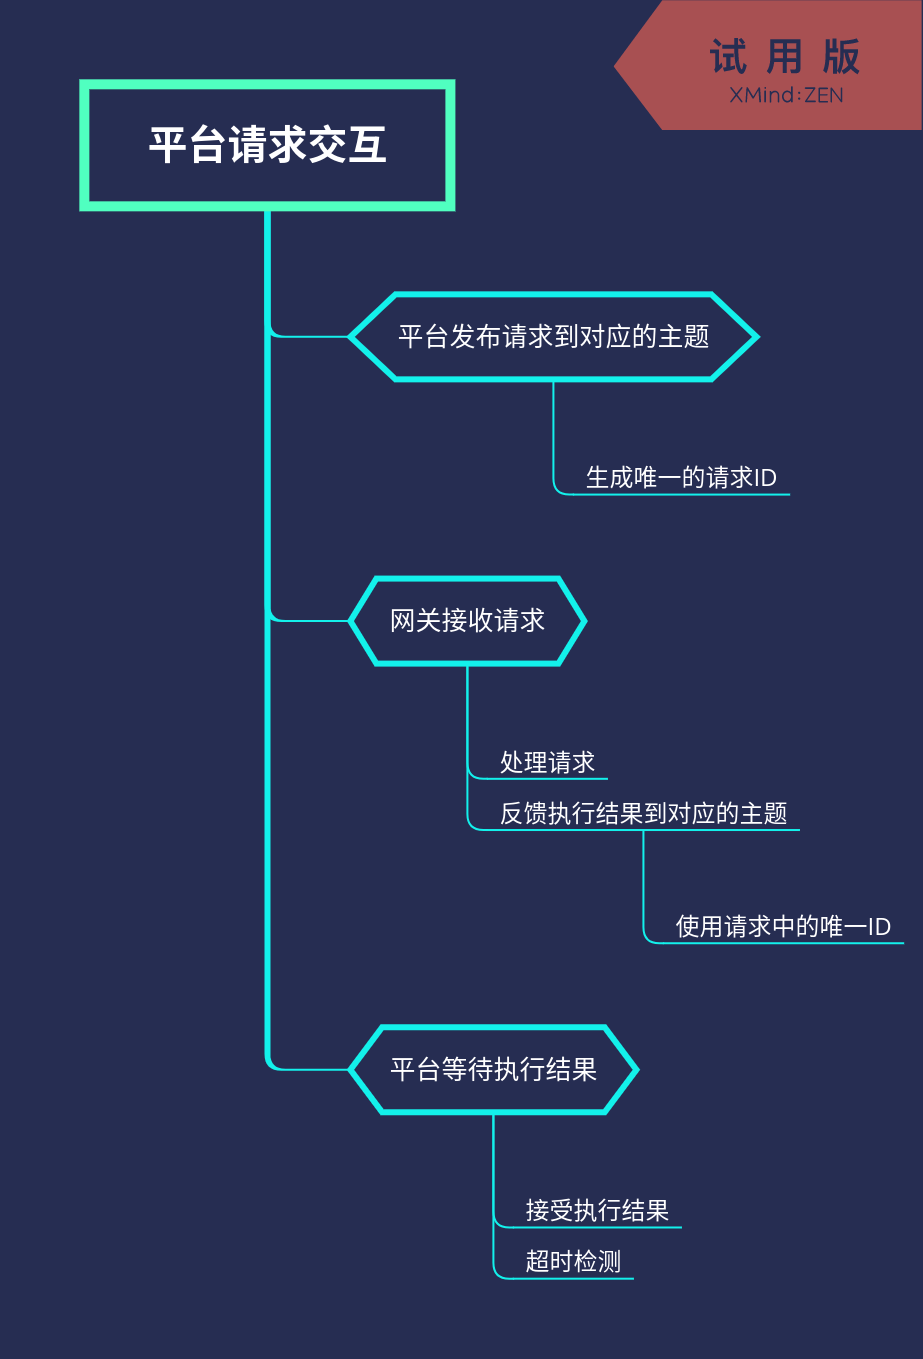 试用版
XMind:ZEN
平台请求交互
平台发布请求到对应的主题
生成唯一的请求ID
网关接收请求
处理请求
反馈执行结果到对应的主题
使用请求中的唯一ID
平台等待执行结果
接受执行结果
超时检测